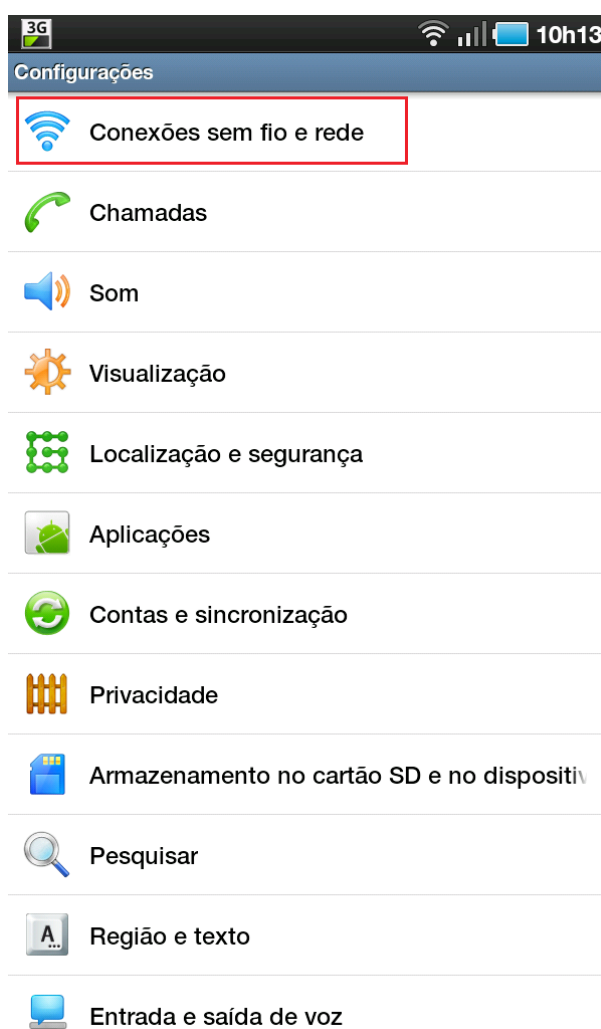 3G
10h13
Configurações
Conexões sem fio e rede
Chamadas
Som
Visualização
Localização e segurança
Aplicações
Contas e sincronização
Privacidade
Armazenamento no cartão SD e no dispositiv
Pesquisar
A...
Região e texto
Entrada e saída de voz